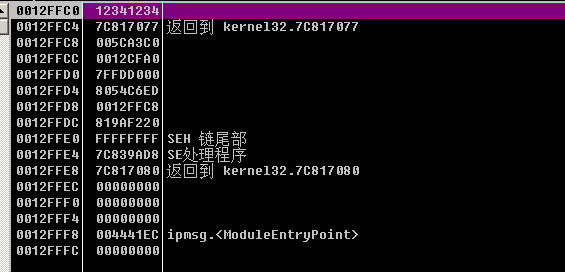 0012FFC0 12341234
0012FFC4 7C817077 返回到 kernel32.7C817077
0012FFC8 005CA3C0
0012FFCC 0012CFA0
0012FFD0 7FFDD000
0012FFD4 8054C6ED
0012FFD8 0012FFC8
0012FFDC 819AF220
0012FFE0 FFFFFFFF SEH 链尾部
0012FFE4 7C839AD8 SE处理程序
0012FFE8 7C817080 返回到 kernel32.7C817080
0012FFEC 00000000
0012FFF0 00000000
0012FFF4 00000000
0012FFF8 004441EC ipmsg.<ModuleEntryPoint>
0012FFFC 00000000